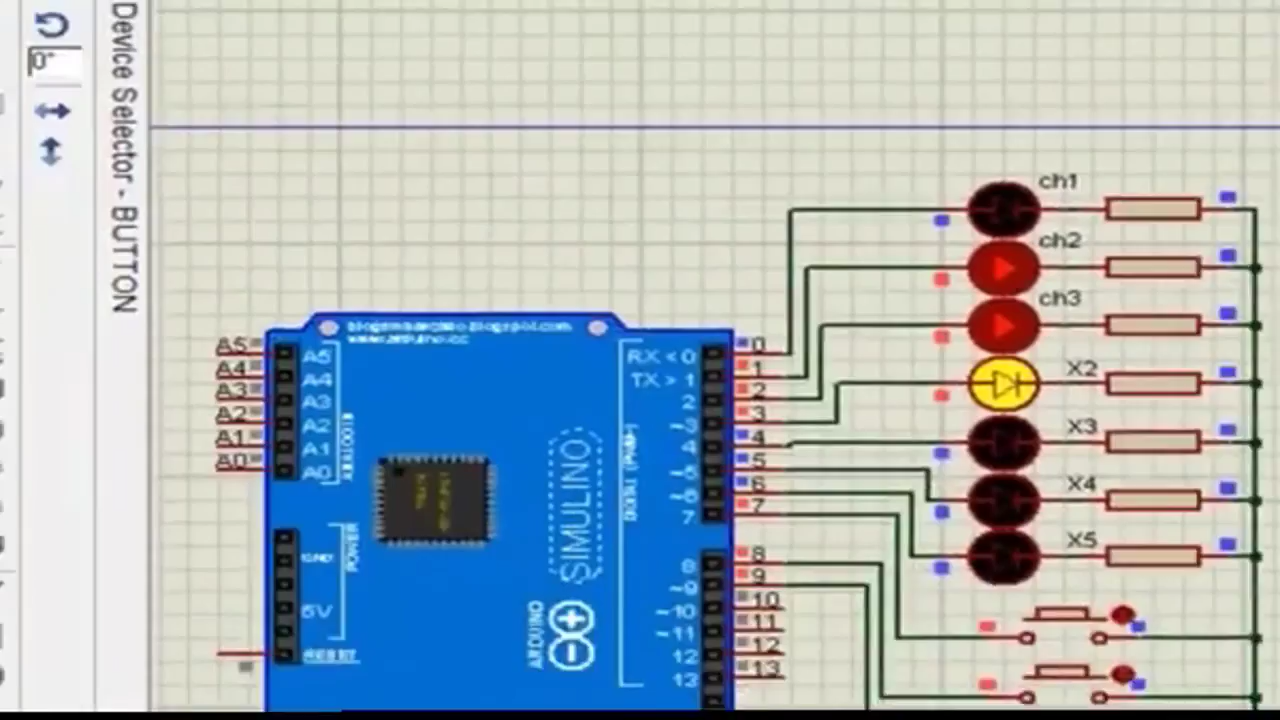 0°
Device Selector - BUTTON
ch1
ch2
ch3
X2
X3
X4
X5
www.arduino.cc
A5
A4
A3
A2
A1
A0
A5
A4
A3
A2
A1
A0
RX < 0
TX > 1
2
~3
4
~5
~6
7
8
~9
~10
~11
12
13
0
1
2
3
4
5
6
7
8
9
10
11
12
13
POWER
GND
5V
RESET
SIMULINO
ARDUINO